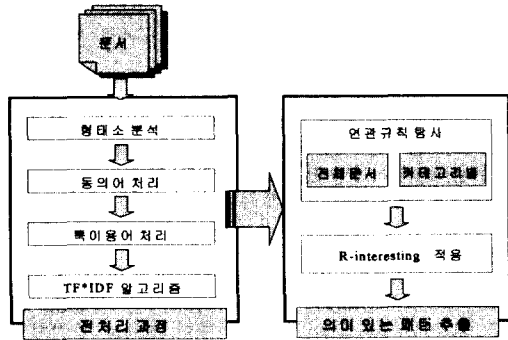 문서
형태소 분석
동의어 처리
특이용어 처리
TF*IDF 알고리즘
전처리 과정
연관규칙탐사
전체문서
카테고리별
R-interesting 적용
의미 있는 패턴 추출